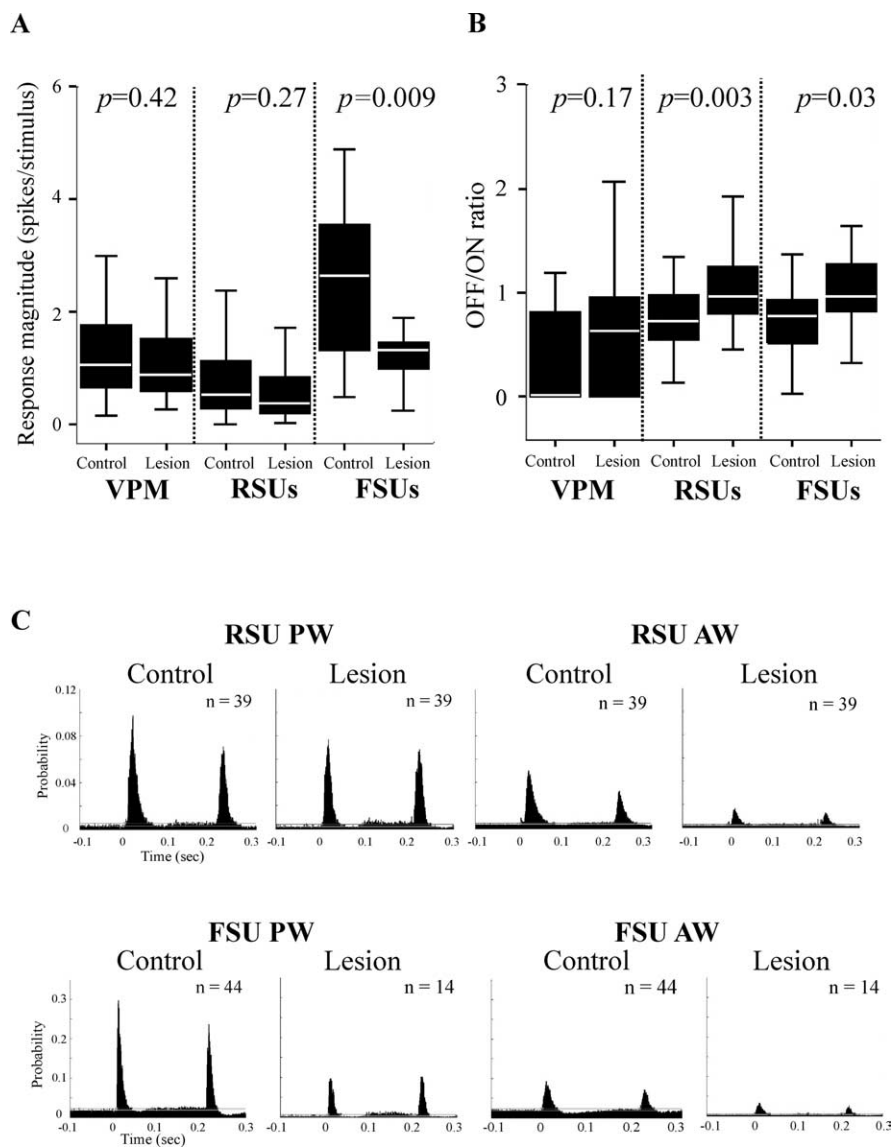 A
B
Response magnitude (spikes/stimulus)
6
4
2
0
p=0.42
p=0.27
p=0.009
Control
Lesion
Control
Lesion
Control
Lesion
VPM
RSUs
FSUs
OFF/ON ratio
3
2
1
0
p=0.17
p=0.003
p=0.03
Control
Lesion
Control
Lesion
Control
Lesion
VPM
RSUs
FSUs
C
RSU PW
RSU AW
Control
Lesion
Control
Lesion
n = 39
n = 39
n = 39
n = 39
Probability
0.12
0.08
0.04
0
-0.1 0 0.1 0.2 0.3
-0.1 0 0.1 0.2 0.3
-0.1 0 0.1 0.2 0.3
-0.1 0 0.1 0.2 0.3
Time (sec)
FSU PW
FSU AW
Control
Lesion
Control
Lesion
n = 44
n = 14
n = 44
n = 14
Probability
0.3
0.2
0.1
0
-0.1 0 0.1 0.2 0.3
-0.1 0 0.1 0.2 0.3
-0.1 0 0.1 0.2 0.3
-0.1 0 0.1 0.2 0.3
Time (sec)